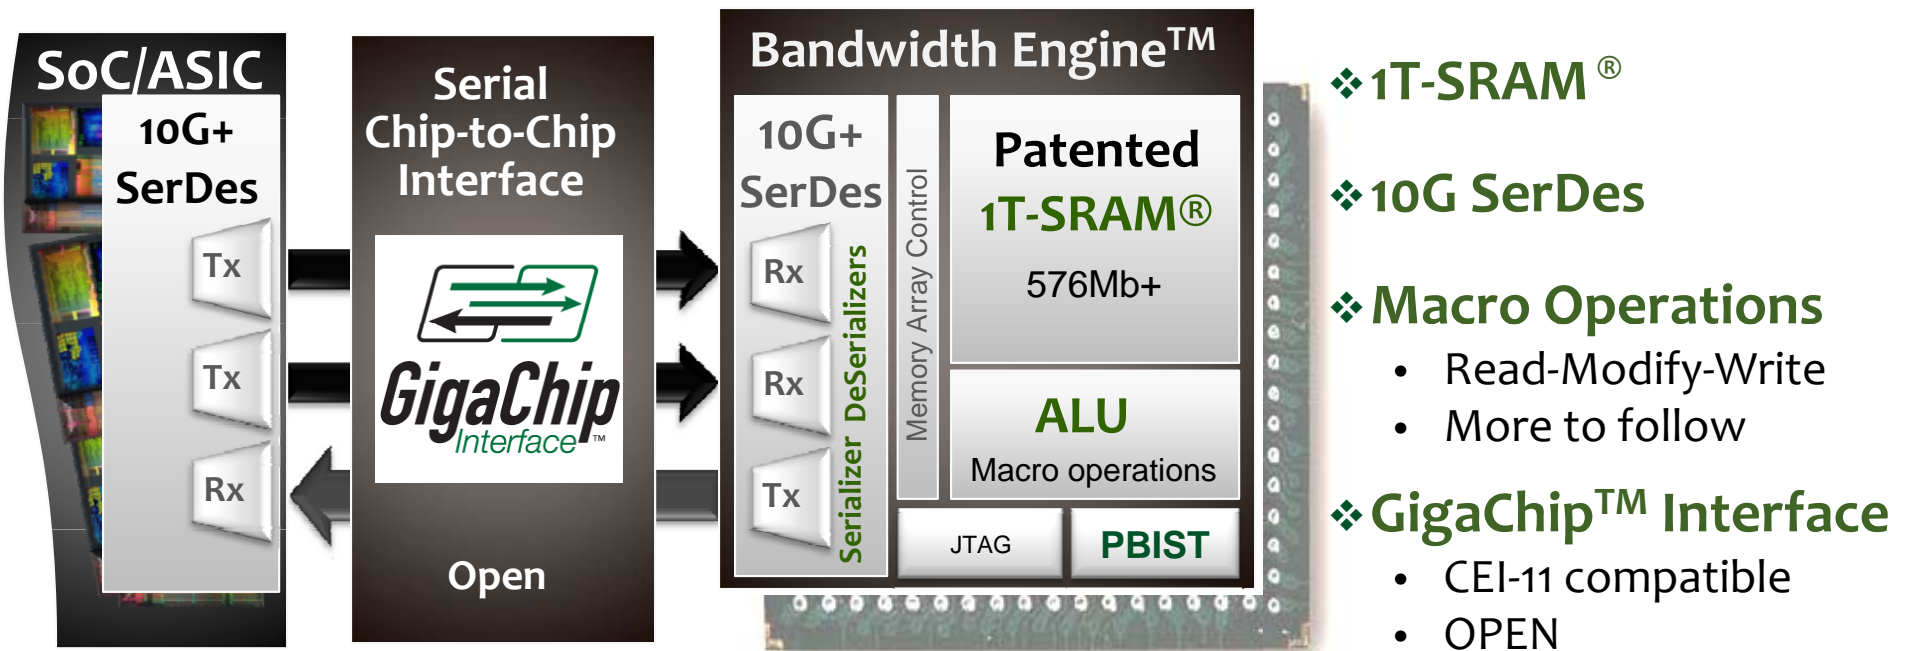 SoC/ASIC
10G+
SerDes
Tx
Tx
Rx
Serial
Chip-to-Chip
Interface
GigaChip
Interface™
Open
Bandwidth Engine™
10G+
SerDes
Rx
Rx
Tx
Serializer DeSerializers
Memory Array Control
Patented
1T-SRAM®
576Mb+
ALU
Macro operations
JTAG
PBIST
❖ 1T-SRAM ®
❖ 10G SerDes
❖ Macro Operations
• Read-Modify-Write
• More to follow
❖ GigaChip™ Interface
• CEI-11 compatible
• OPEN